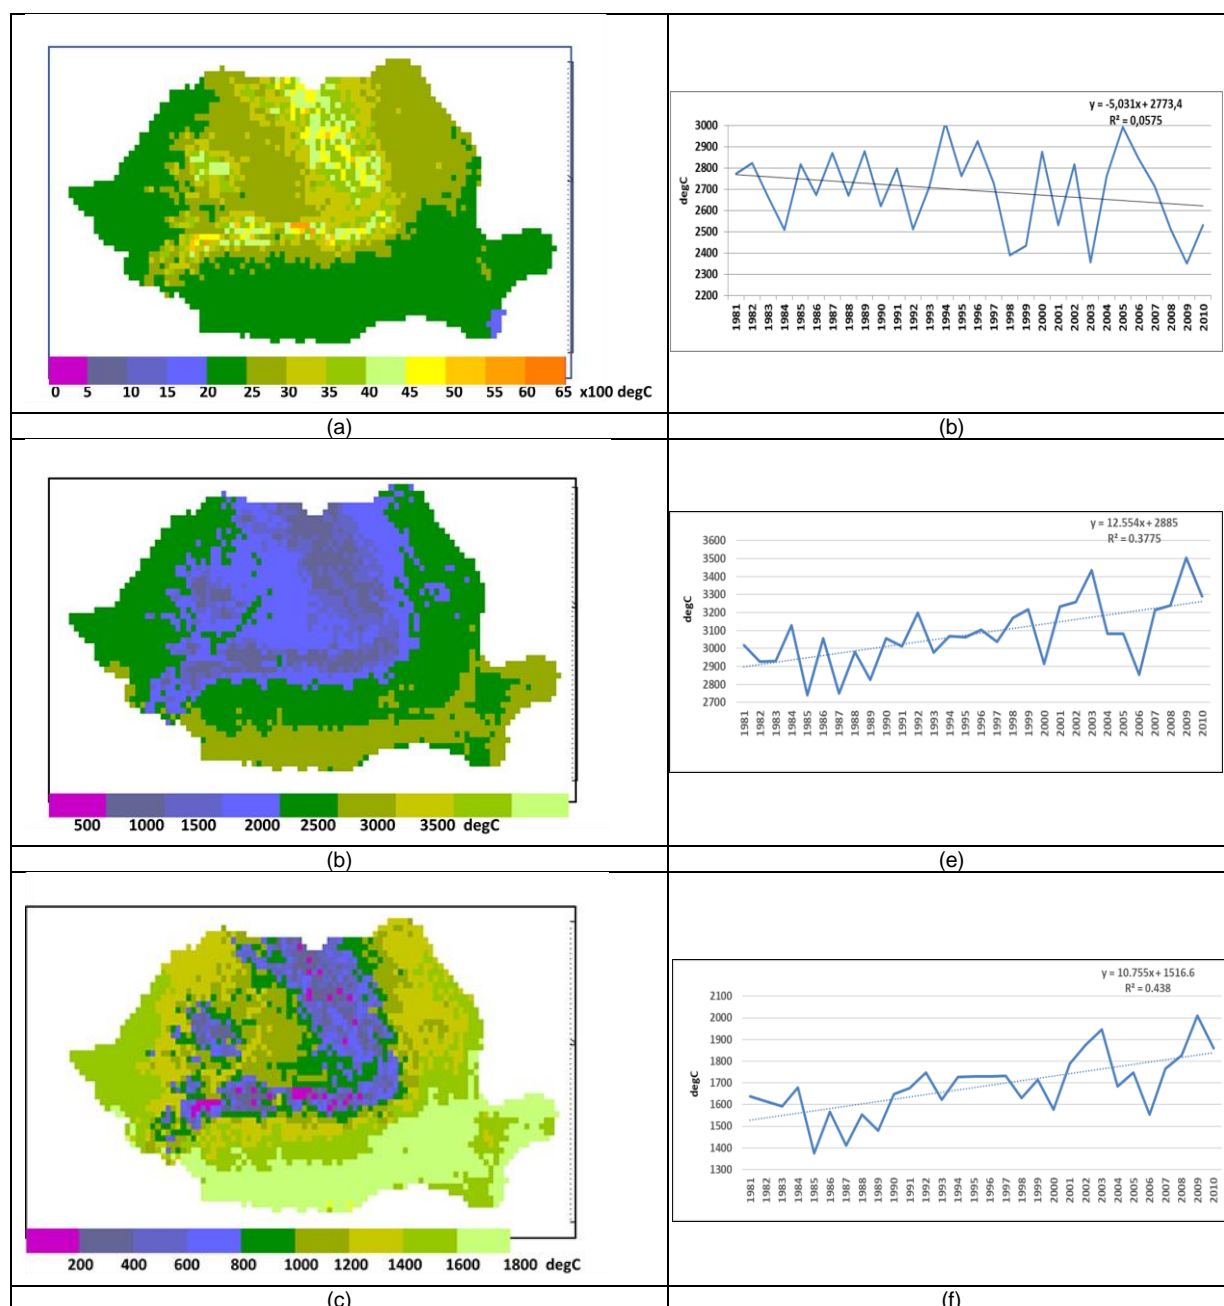 y = -5,031x + 2773,4
R² = 0,0575
3000
2900
2800
2700
2600
2500
2400
2300
2200
degC
1981 1982 1983 1984 1985 1986 1987 1988 1989 1990 1991 1992 1993 1994 1995 1996 1997 1998 1999 2000 2001 2002 2003 2004 2005 2006 2007 2008 2009 2010
0 5 10 15 20 25 30 35 40 45 50 55 60 65 x100 degC
(a)
(b)
y = 12.554x + 2885
R² = 0.3775
3600
3500
3400
3300
3200
3100
3000
2900
2800
2700
degC
1981 1982 1983 1984 1985 1986 1987 1988 1989 1990 1991 1992 1993 1994 1995 1996 1997 1998 1999 2000 2001 2002 2003 2004 2005 2006 2007 2008 2009 2010
500 1000 1500 2000 2500 3000 3500 degC
(b)
(e)
y = 10.755x + 1516.6
R² = 0.438
2100
2000
1900
1800
1700
1600
1500
1400
1300
degC
1981 1982 1983 1984 1985 1986 1987 1988 1989 1990 1991 1992 1993 1994 1995 1996 1997 1998 1999 2000 2001 2002 2003 2004 2005 2006 2007 2008 2009 2010
200 400 600 800 1000 1200 1400 1600 1800 degC
(c)
(f)